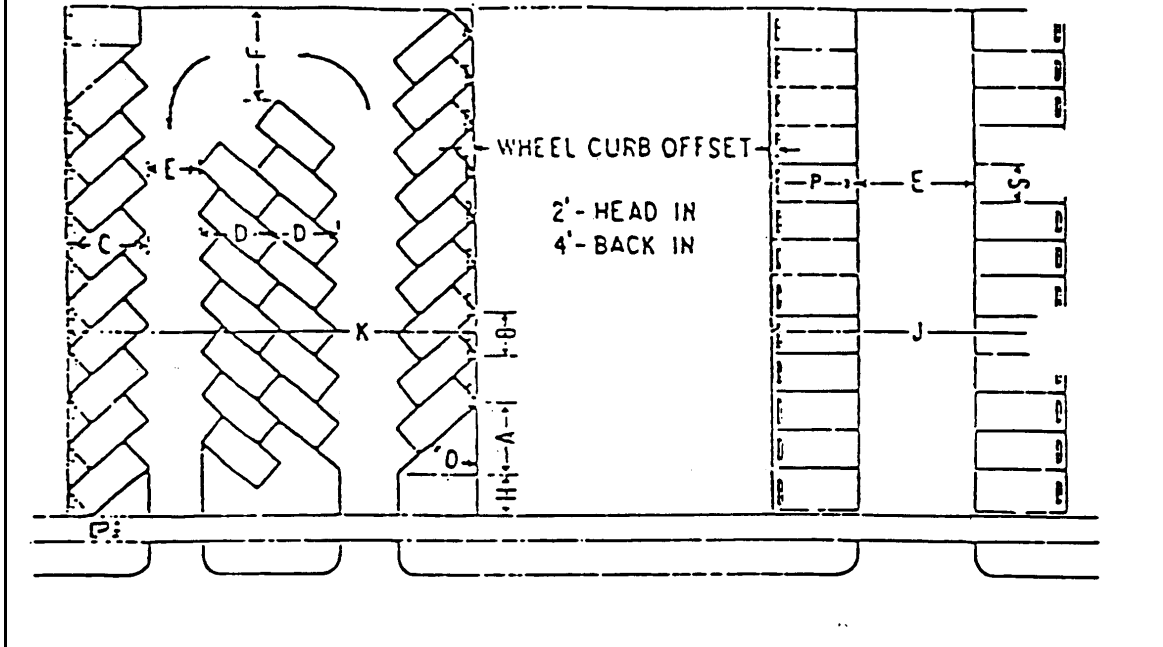 F
E
WHEEL CURB OFFSET
P
E
S
2'- HEAD IN
4'- BACK IN
C
D
D
K
B
J
A
O
H